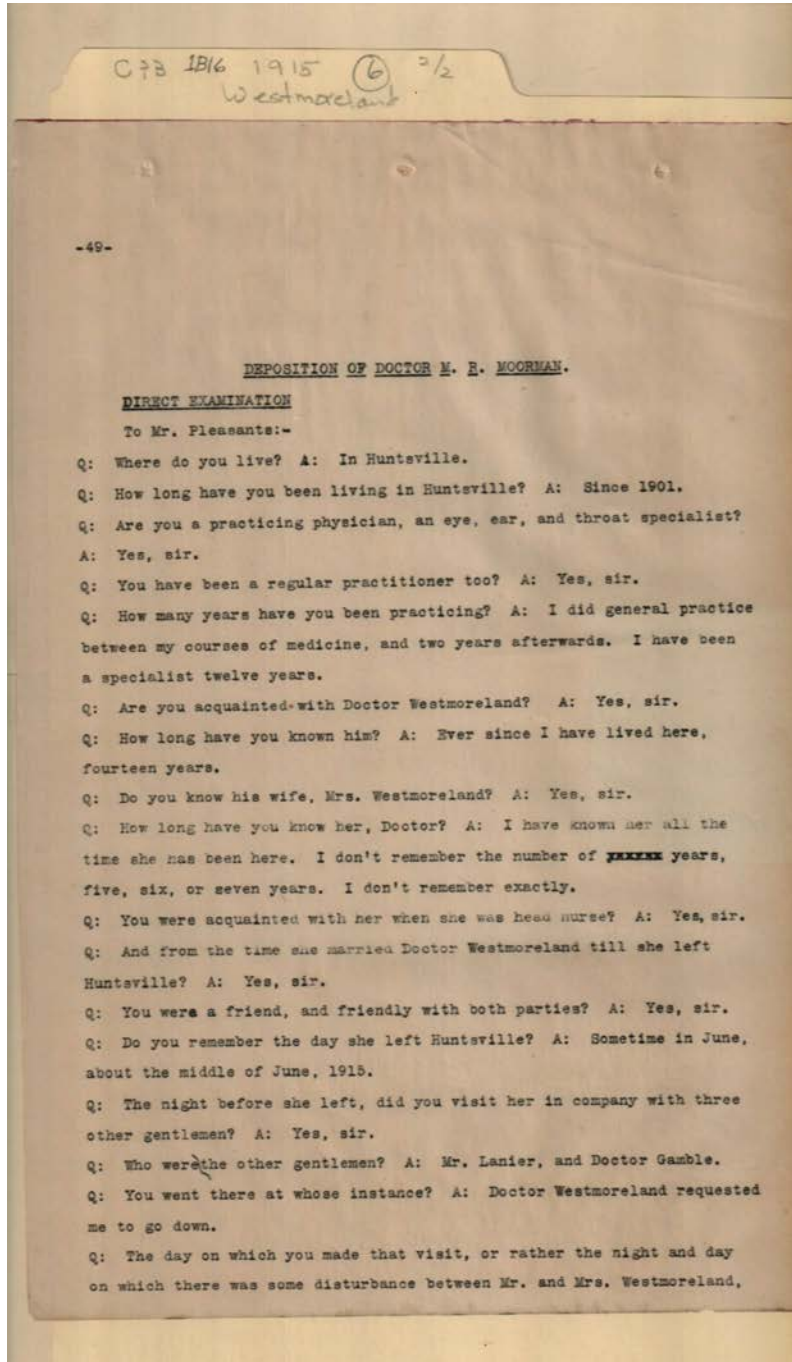 1B16 1915 6 2/2
Westmoreland
-49-
DEPOSITION OF DOCTOR M. R. MOORMAN.
DIRECT EXAMINATION
To Mr. Pleasants:-
Q: Where do you live? A: In Huntsville.
Q: How long have you been living in Huntsville? A: Since 1901.
Q: Are you a practicing physician, an eye, ear, and throat specialist?
A: Yes, sir.
Q: You have been a regular practitioner too? A: Yes, sir.
Q: How many years have you been practicing? A: I did general practice
between my courses of medicine, and two years afterwards. I have been
a specialist twelve years.
Q: Are you acquainted with Doctor Westmoreland? A: Yes, sir.
Q: How long have you known him? A: Ever since I have lived here,
fourteen years.
Q: Do you know his wife, Mrs. Westmoreland? A: Yes, sir.
Q: How long have you know her, Doctor? A: I have known her all the
time she has been here. I don't remember the number of years,
five, six, or seven years. I don't remember exactly.
Q: You were acquainted with her when she was head nurse? A: Yes, sir.
Q: And from the time she married Doctor Westmoreland till she left
Huntsville? A: Yes, sir.
Q: You were a friend, and friendly with both parties? A: Yes, sir.
Q: Do you remember the day she left Huntsville? A: Sometime in June,
about the middle of June, 1915.
Q: The night before she left, did you visit her in company with three
other gentlemen? A: Yes, sir.
Q: Who were the other gentlemen? A: Mr. Lanier, and Doctor Gamble.
Q: You went there at whose instance? A: Doctor Westmoreland requested
me to go down.
Q: The day on which you made that visit, or rather the night and day
on which there was some disturbance between Mr. and Mrs. Westmoreland,